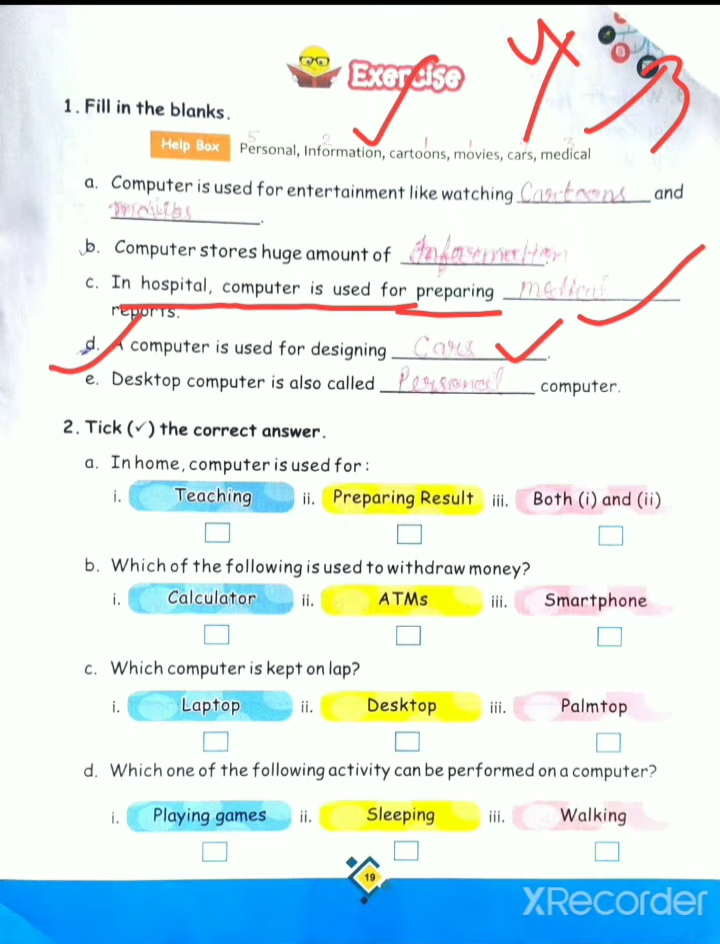 Exercise
1. Fill in the blanks.
Help Box Personal, Information, cartoons, movies, cars, medical
a. Computer is used for entertainment like watching Cartoons and
b. Computer stores huge amount of Information
c. In hospital, computer is used for preparing medical
reports.
d. A computer is used for designing Cars.
e. Desktop computer is also called Personal computer.
2. Tick (✓) the correct answer.
a. In home, computer is used for :
i. Teaching ii. Preparing Result iii. Both (i) and (ii)
b. Which of the following is used to withdraw money?
i. Calculator ii. ATMs iii. Smartphone
c. Which computer is kept on lap?
i. Laptop ii. Desktop iii. Palmtop
d. Which one of the following activity can be performed on a computer?
i. Playing games ii. Sleeping iii. Walking
19
XRecorder